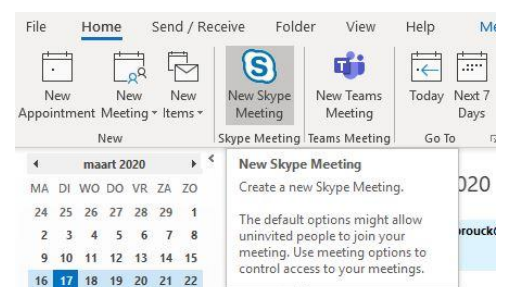 File Home Send / Receive Folder View Help Me
New Appointment
New Meeting
New Items
New Skype Meeting
New Teams Meeting
Today
Next 7 Days
New
Skype Meeting
Teams Meeting
Go To
maart 2020
MA DI WO DO VR ZA ZO
24 25 26 27 28 29 1
2 3 4 5 6 7 8
9 10 11 12 13 14 15
16 17 18 19 20 21 22
New Skype Meeting
Create a new Skype Meeting.
The default options might allow
uninvited people to join your
meeting. Use meeting options to
control access to your meetings.
020
prouck